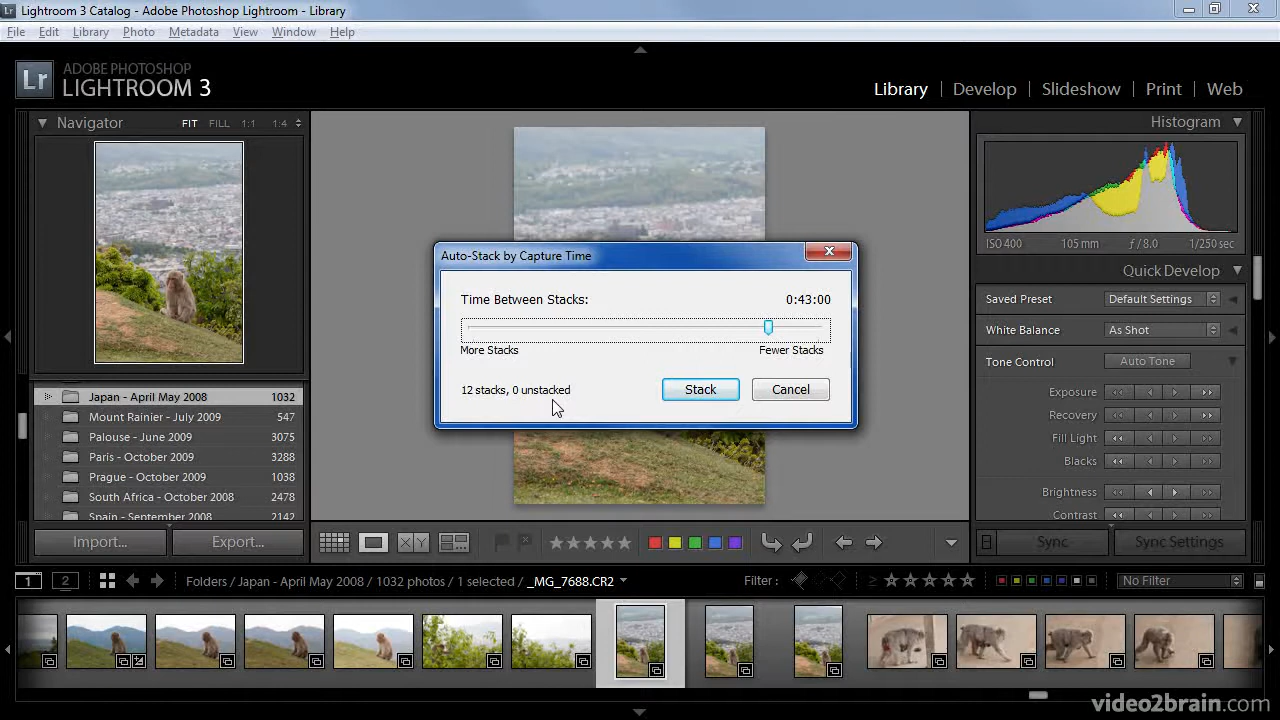 Lr Lightroom 3 Catalog - Adobe Photoshop Lightroom - Library
File Edit Library Photo Metadata View Window Help
Lr ADOBE PHOTOSHOP
LIGHTROOM 3
Library | Develop | Slideshow | Print | Web
Navigator FIT FILL 1:1 1:4
Histogram
ISO 400 105 mm ƒ / 8.0 1/250 sec
Quick Develop
Saved Preset Default Settings
White Balance As Shot
Tone Control Auto Tone
Exposure
Recovery
Fill Light
Blacks
Brightness
Contrast
Auto-Stack by Capture Time
Time Between Stacks: 0:43:00
More Stacks Fewer Stacks
12 stacks, 0 unstacked Stack Cancel
Japan - April May 2008 1032
Mount Rainier - July 2009 547
Palouse - June 2009 3075
Paris - October 2009 3288
Prague - October 2009 1038
South Africa - October 2009 2478
Spain - September 2008 2142
Import... Export...
X Y
Sync Sync Settings
1 2 Folders / Japan - April May 2008 / 1032 photos / 1 selected / _MG_7688.CR2 Filter : ≥ No Filter
video2brain.com